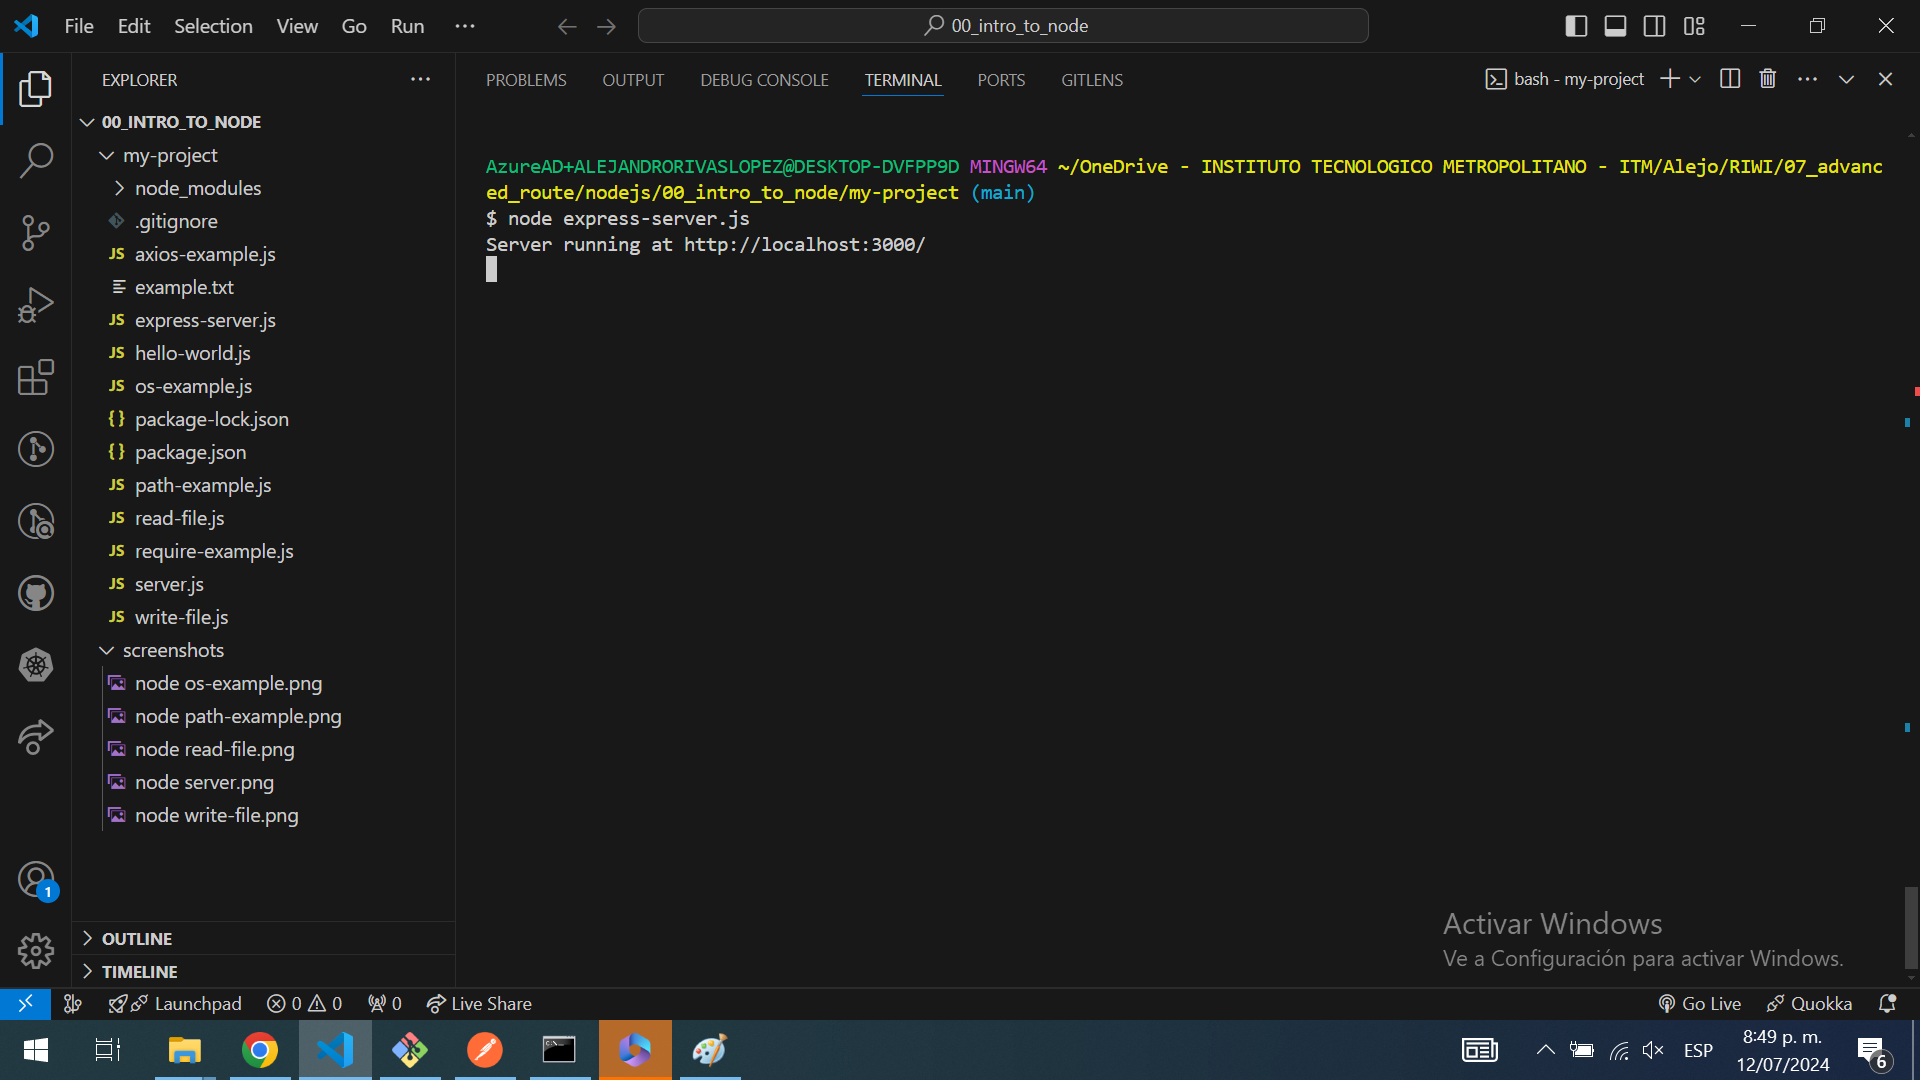 File Edit Selection View Go Run ···
00_intro_to_node
EXPLORER ···
00_INTRO_TO_NODE
my-project
node_modules
.gitignore
JS axios-example.js
example.txt
JS express-server.js
JS hello-world.js
JS os-example.js
{} package-lock.json
{} package.json
JS path-example.js
JS read-file.js
JS require-example.js
JS server.js
JS write-file.js
screenshots
node os-example.png
node path-example.png
node read-file.png
node server.png
node write-file.png
OUTLINE
TIMELINE
1
PROBLEMS OUTPUT DEBUG CONSOLE TERMINAL PORTS GITLENS
bash - my-project
AzureAD+ALEJANDRORIVASLOPEZ@DESKTOP-DVFPP9D MINGW64 ~/OneDrive - INSTITUTO TECNOLOGICO METROPOLITANO - ITM/Alejo/RIWI/07_advanc
ed_route/nodejs/00_intro_to_node/my-project (main)
$ node express-server.js
Server running at http://localhost:3000/
Activar Windows
Ve a Configuración para activar Windows.
Launchpad 0 0 0 Live Share
Go Live Quokka
ESP
8:49 p. m.
12/07/2024
6